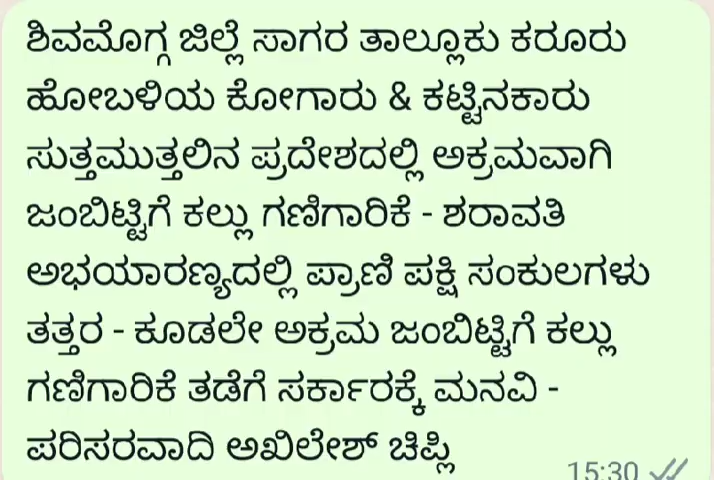 ಶಿವಮೊಗ್ಗ ಜಿಲ್ಲೆ ಸಾಗರ ತಾಲ್ಲೂಕು ಕರೂರು
ಹೋಬಳಿಯ ಕೋಗಾರು & ಕಟ್ಟಿನಕಾರು
ಸುತ್ತಮುತ್ತಲಿನ ಪ್ರದೇಶದಲ್ಲಿ ಅಕ್ರಮವಾಗಿ
ಜಂಬಿಟ್ಟಿಗೆ ಕಲ್ಲು ಗಣಿಗಾರಿಕೆ - ಶರಾವತಿ
ಅಭಯಾರಣ್ಯದಲ್ಲಿ ಪ್ರಾಣಿ ಪಕ್ಷಿ ಸಂಕುಲಗಳು
ತತ್ತರ - ಕೂಡಲೇ ಅಕ್ರಮ ಜಂಬಿಟ್ಟಿಗೆ ಕಲ್ಲು
ಗಣಿಗಾರಿಕೆ ತಡೆಗೆ ಸರ್ಕಾರಕ್ಕೆ ಮನವಿ -
ಪರಿಸರವಾದಿ ಅಖಿಲೇಶ್ ಚಿಪ್ಲಿ
15:30